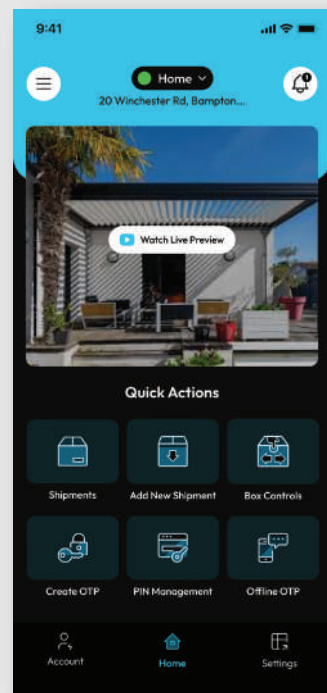 9:41
Home
1
20 Winchester Rd, Bampton...
Watch Live Preview
Quick Actions
Shipments
Add New Shipment
Box Controls
Create OTP
PIN Management
Offline OTP
Account
Home
Settings